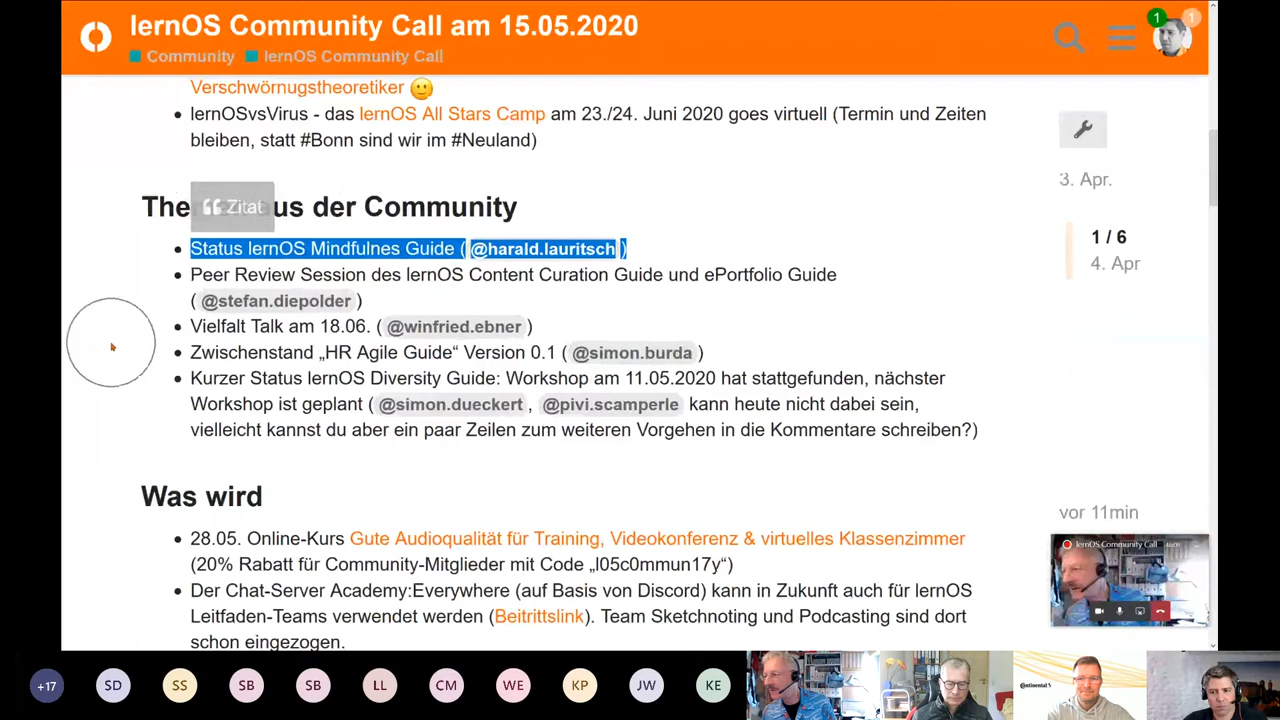 lernOS Community Call am 15.05.2020
Community lernOS Community Call
1 1
Verschwörnugstheoretiker
lernOSvsVirus - das lernOS All Stars Camp am 23./24. Juni 2020 goes virtuell (Termin und Zeiten
bleiben, statt #Bonn sind wir im #Neuland)
3. Apr.
Zitat
The aus der Community
1 / 6
4. Apr
Status lernOS Mindfulnes Guide ( @harald.lauritsch )
Peer Review Session des lernOS Content Curation Guide und ePortfolio Guide
( @stefan.diepolder )
Vielfalt Talk am 18.06. ( @winfried.ebner )
Zwischenstand „HR Agile Guide“ Version 0.1 ( @simon.burda )
Kurzer Status lernOS Diversity Guide: Workshop am 11.05.2020 hat stattgefunden, nächster
Workshop ist geplant ( @simon.dueckert , @pivi.scamperle kann heute nicht dabei sein,
vielleicht kannst du aber ein paar Zeilen zum weiteren Vorgehen in die Kommentare schreiben?)
Was wird
vor 11min
28.05. Online-Kurs Gute Audioqualität für Training, Videokonferenz & virtuelles Klassenzimmer
(20% Rabatt für Community-Mitglieder mit Code „l05c0mmun17y“)
lernOS Community Call
Der Chat-Server Academy:Everywhere (auf Basis von Discord) kann in Zukunft auch für lernOS
Leitfaden-Teams verwendet werden (Beitrittslink). Team Sketchnoting und Podcasting sind dort
schon eingezogen.
+17 SD SS SB SB LL CM WE KP JW KE
Continental